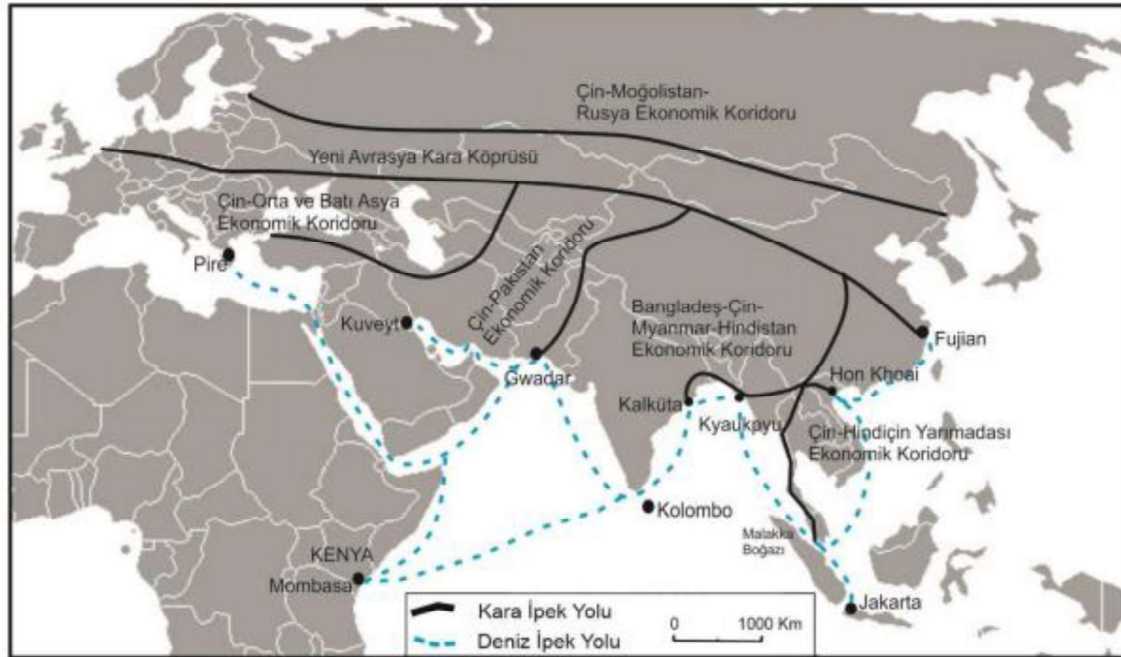 Çin-Moğolistan-
Rusya Ekonomik Koridoru
Yeni Avrasya Kara Köprüsü
Çin-Orta ve Batı Asya
Ekonomik Koridoru
Pire
Kuveyt
Çin-Pakistan
Ekonomik Koridoru
Gwadar
Bangladeş-Çin-
Myanmar-Hindistan
Ekonomik Koridoru
Fujian
Hon Khoai
Kalküta
Kyaukpyu
Çin-Hindiçin Yarımadası
Ekonomik Koridoru
Kolombo
Malakka
Boğazı
KENYA
Mombasa
Jakarta
Kara İpek Yolu
Deniz İpek Yolu
0 1000 Km